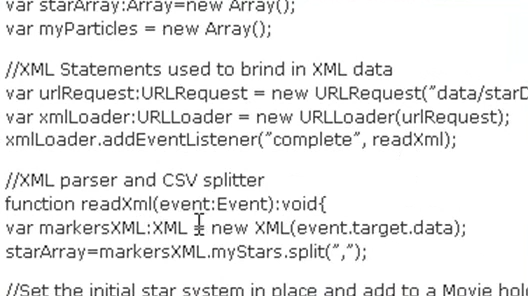 var starArray:Array=new Array();
var myParticles = new Array();
//XML Statements used to brind in XML data
var urlRequest:URLRequest = new URLRequest("data/starD
var xmlLoader:URLLoader = new URLLoader(urlRequest);
xmlLoader.addEventListener("complete", readXml);
//XML parser and CSV splitter
function readXml(event:Event):void{
var markersXML:XML = new XML(event.target.data);
starArray=markersXML.myStars.split(",");
//Set the initial star system in place and add to a Movie hol